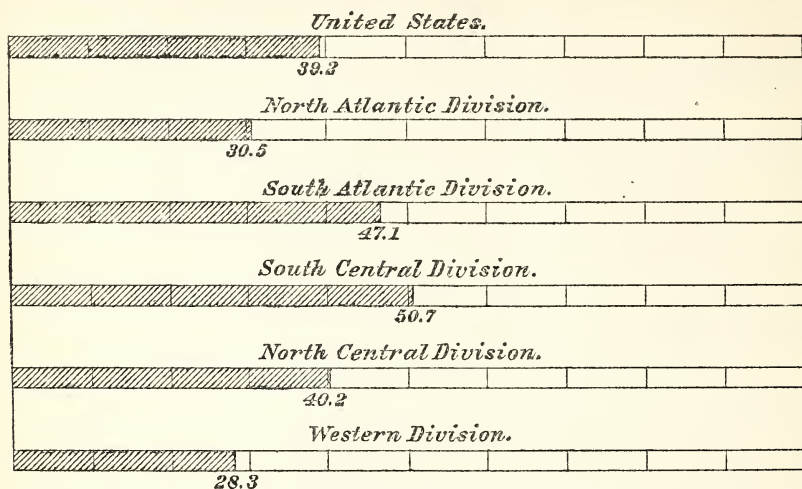 United States.
39.2
North Atlantic Division.
30.5
South Atlantic Division.
47.1
South Central Division.
50.7
North Central Division.
40.2
Western Division.
28.3